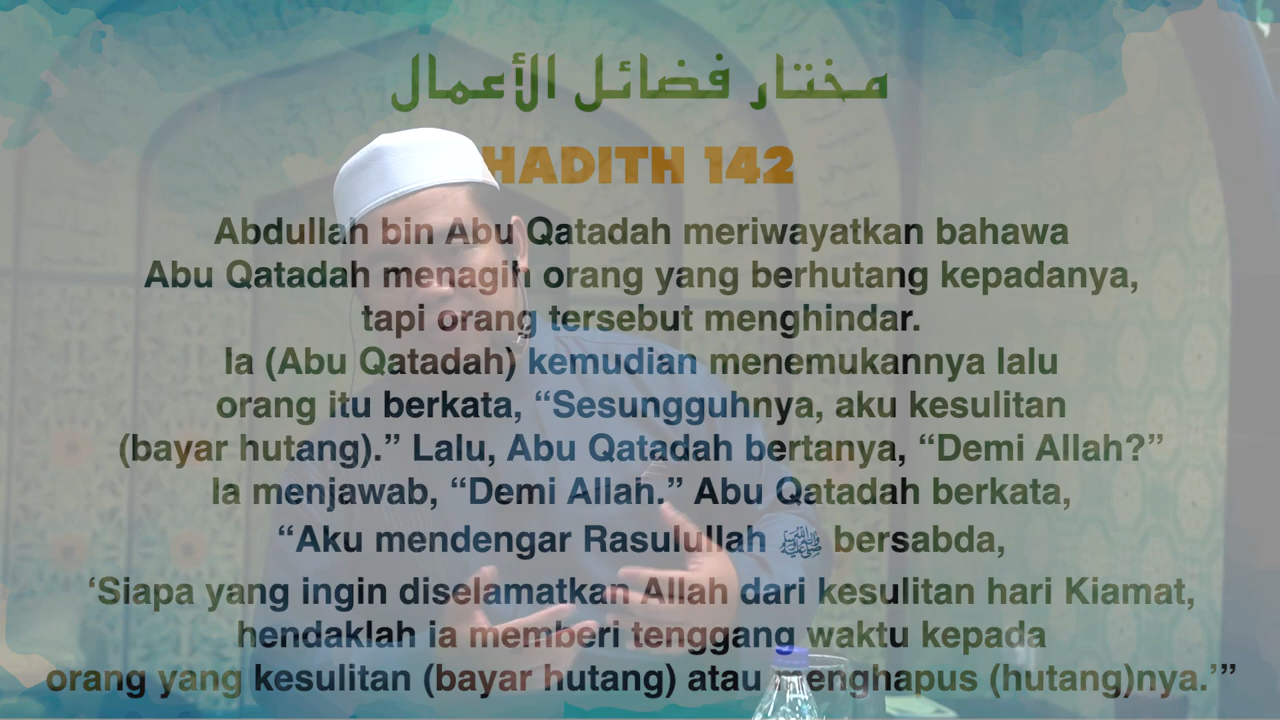 مختار فضائل الأعمال
HADITH 142
Abdullah bin Abu Qatadah meriwayatkan bahawa
Abu Qatadah menagih orang yang berhutang kepadanya,
tapi orang tersebut menghindar.
Ia (Abu Qatadah) kemudian menemukannya lalu
orang itu berkata, “Sesungguhnya, aku kesulitan
(bayar hutang).” Lalu, Abu Qatadah bertanya, “Demi Allah?”
Ia menjawab, “Demi Allah.” Abu Qatadah berkata,
“Aku mendengar Rasulullah ﷺ bersabda,
‘Siapa yang ingin diselamatkan Allah dari kesulitan hari Kiamat,
hendaklah ia memberi tenggang waktu kepada
orang yang kesulitan (bayar hutang) atau menghapus (hutang)nya.’”